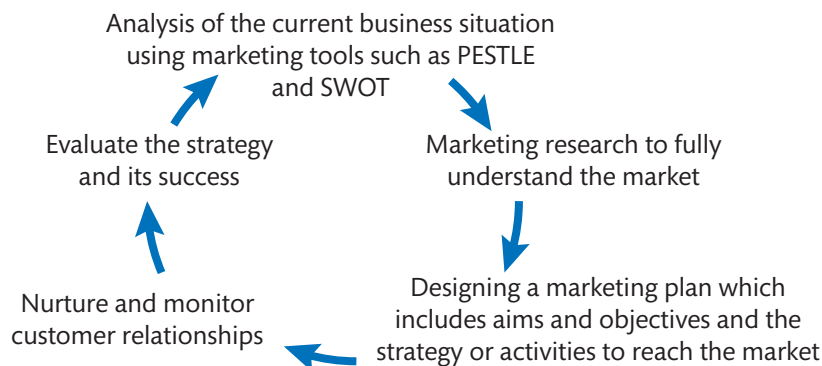 Analysis of the current business situation
using marketing tools such as PESTLE
and SWOT
Marketing research to fully
understand the market
Designing a marketing plan which
includes aims and objectives and the
strategy or activities to reach the market
Nurture and monitor
customer relationships
Evaluate the strategy
and its success